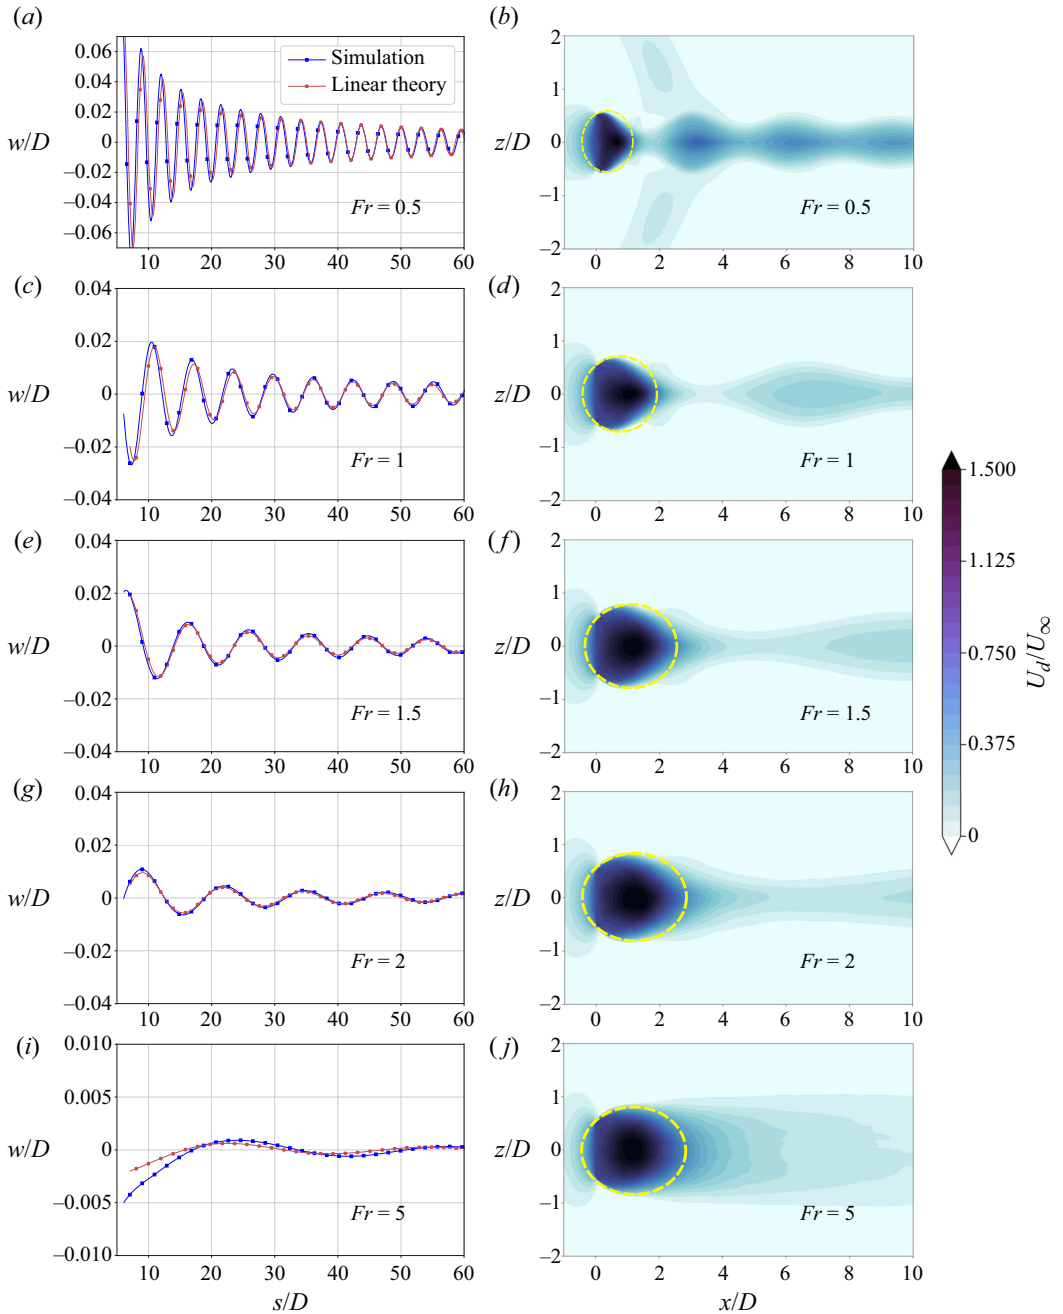 (a)
(b)
0.06
0.04
0.02
0
–0.02
–0.04
–0.06
w/D
Simulation
Linear theory
Fr = 0.5
10 20 30 40 50 60
2
1
0
–1
–2
z/D
Fr = 0.5
0 2 4 6 8 10
(c)
(d)
0.04
0.02
0
–0.02
–0.04
w/D
Fr = 1
10 20 30 40 50 60
2
1
0
–1
–2
z/D
Fr = 1
0 2 4 6 8 10
(e)
(f)
0.04
0.02
0
–0.02
–0.04
w/D
Fr = 1.5
10 20 30 40 50 60
2
1
0
–1
–2
z/D
Fr = 1.5
0 2 4 6 8 10
(g)
(h)
0.04
0.02
0
–0.02
–0.04
w/D
Fr = 2
10 20 30 40 50 60
2
1
0
–1
–2
z/D
Fr = 2
0 2 4 6 8 10
(i)
(j)
0.010
0.005
0
–0.005
–0.010
w/D
Fr = 5
10 20 30 40 50 60
s/D
2
1
0
–1
–2
z/D
Fr = 5
0 2 4 6 8 10
x/D
1.500
1.125
0.750
0.375
0
U_d/U_∞